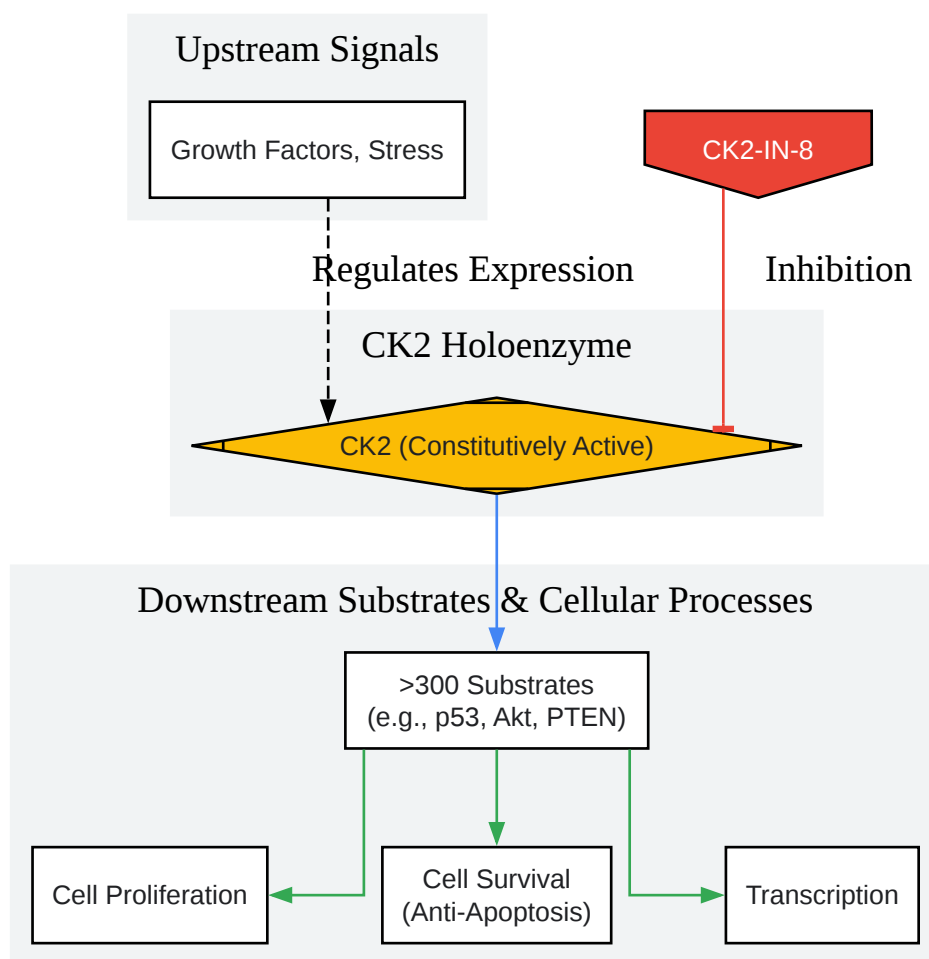 Upstream Signals
Growth Factors, Stress
CK2-IN-8
Regulates Expression
Inhibition
CK2 Holoenzyme
CK2 (Constitutively Active)
Downstream Substrates & Cellular Processes
>300 Substrates
(e.g., p53, Akt, PTEN)
Cell Proliferation
Cell Survival
(Anti-Apoptosis)
Transcription